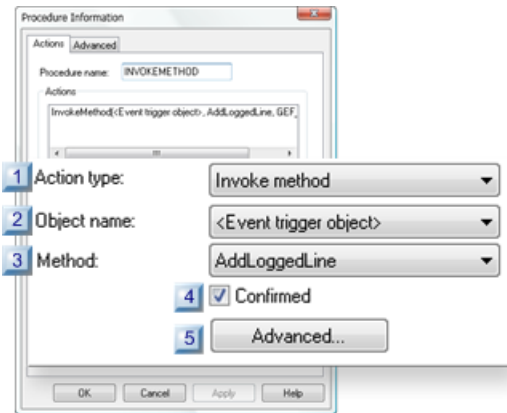 Procedure Information
Actions Advanced
Procedure name: INVOKEMETHOD
Actions
InvokeMethod(<Event trigger object>, AddLoggedLine, GEF_
1 Action type: Invoke method
2 Object name: <Event trigger object>
3 Method: AddLoggedLine
4 Confirmed
5 Advanced...
OK Cancel Apply Help